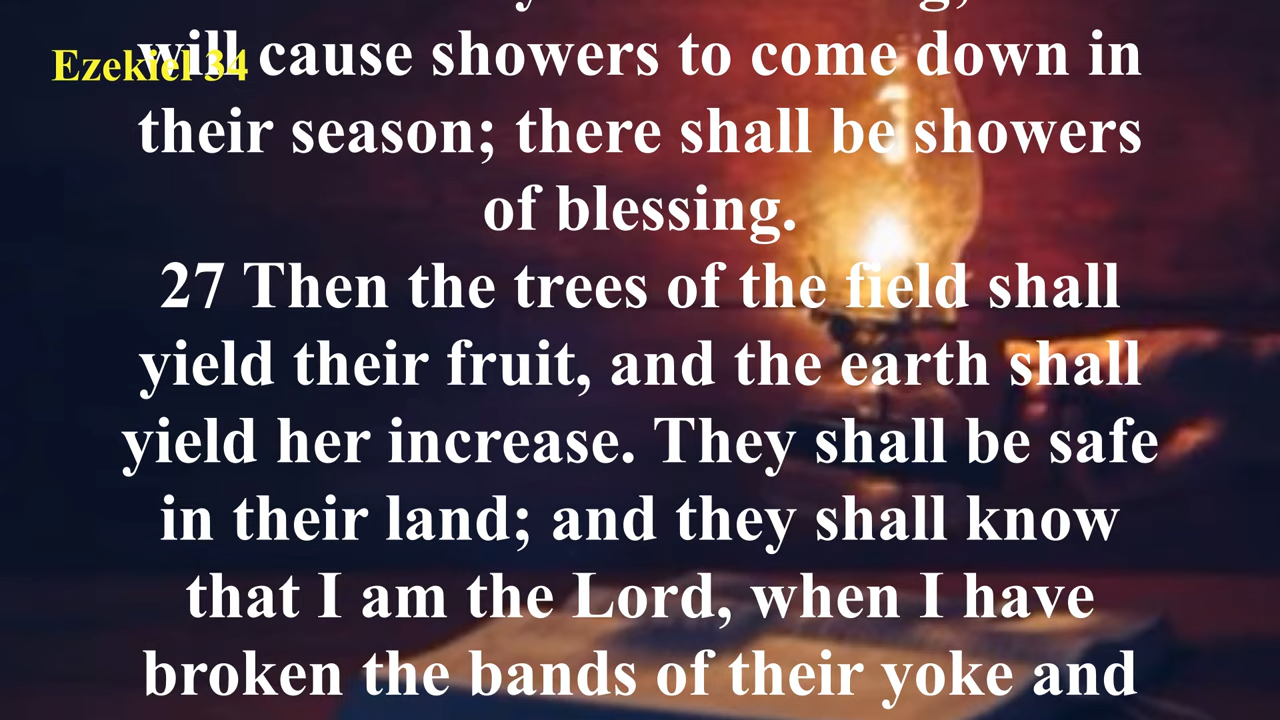 Ezekiel 34
will cause showers to come down in
their season; there shall be showers
of blessing.
27 Then the trees of the field shall
yield their fruit, and the earth shall
yield her increase. They shall be safe
in their land; and they shall know
that I am the Lord, when I have
broken the bands of their yoke and